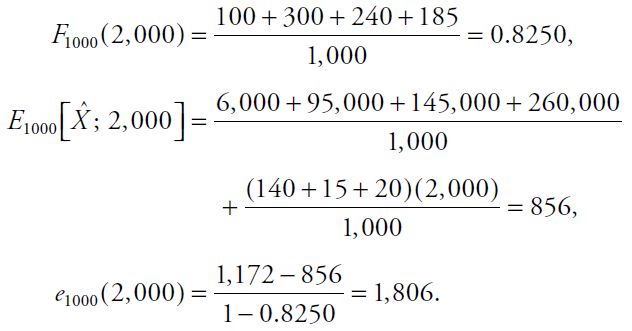 F₁₀₀₀(2,000) = (100 + 300 + 240 + 185) / 1,000 = 0.8250,
E₁₀₀₀[X̂; 2,000] = (6,000 + 95,000 + 145,000 + 260,000) / 1,000
+ (140 + 15 + 20)(2,000) / 1,000 = 856,
e₁₀₀₀(2,000) = (1,172 − 856) / (1 − 0.8250) = 1,806.